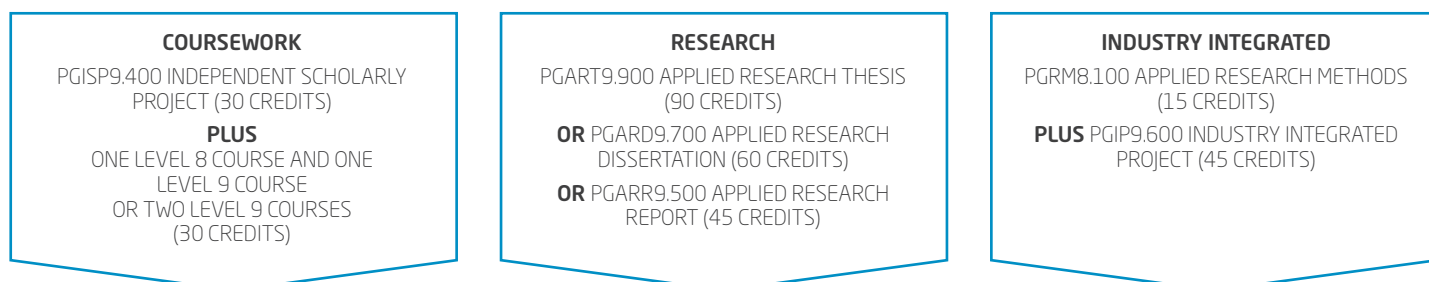 COURSEWORK
PGISP9.400 INDEPENDENT SCHOLARLY
PROJECT (30 CREDITS)
PLUS
ONE LEVEL 8 COURSE AND ONE
LEVEL 9 COURSE
OR TWO LEVEL 9 COURSES
(30 CREDITS)
RESEARCH
PGART9.900 APPLIED RESEARCH THESIS
(90 CREDITS)
OR PGARD9.700 APPLIED RESEARCH
DISSERTATION (60 CREDITS)
OR PGARR9.500 APPLIED RESEARCH
REPORT (45 CREDITS)
INDUSTRY INTEGRATED
PGRM8.100 APPLIED RESEARCH METHODS
(15 CREDITS)
PLUS PGIP9.600 INDUSTRY INTEGRATED
PROJECT (45 CREDITS)